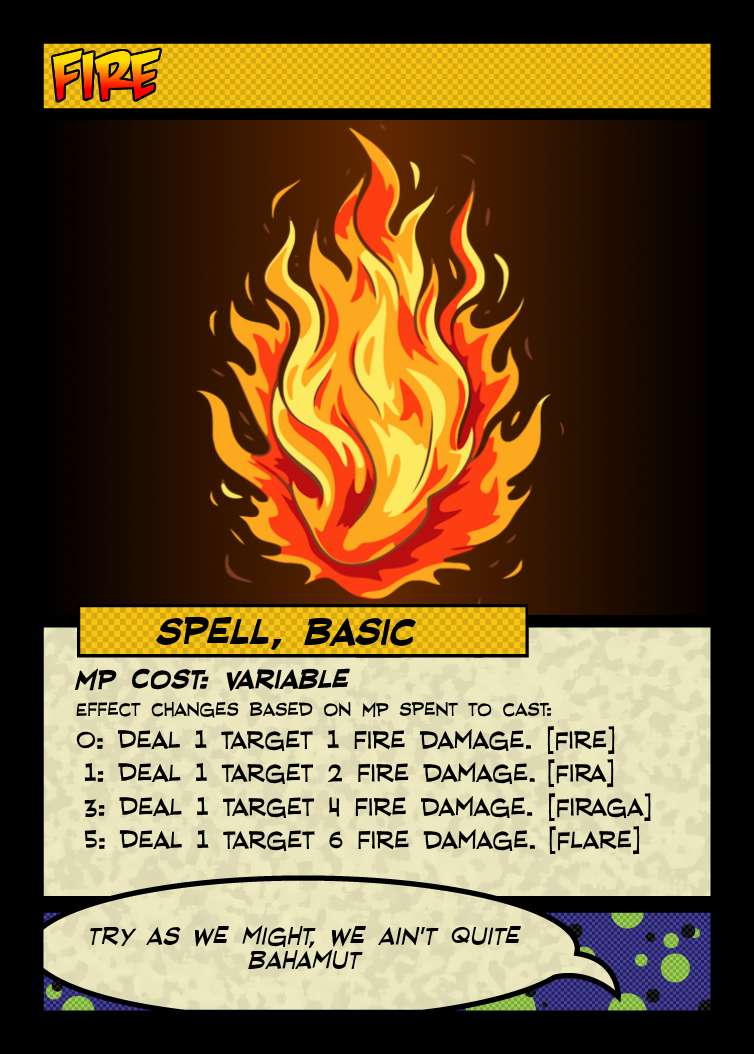 FIRE
SPELL, BASIC
MP COST: VARIABLE
EFFECT CHANGES BASED ON MP SPENT TO CAST:
0: DEAL 1 TARGET 1 FIRE DAMAGE. [FIRE]
1: DEAL 1 TARGET 2 FIRE DAMAGE. [FIRA]
3: DEAL 1 TARGET 4 FIRE DAMAGE. [FIRAGA]
5: DEAL 1 TARGET 6 FIRE DAMAGE. [FLARE]
TRY AS WE MIGHT, WE AIN'T QUITE
BAHAMUT